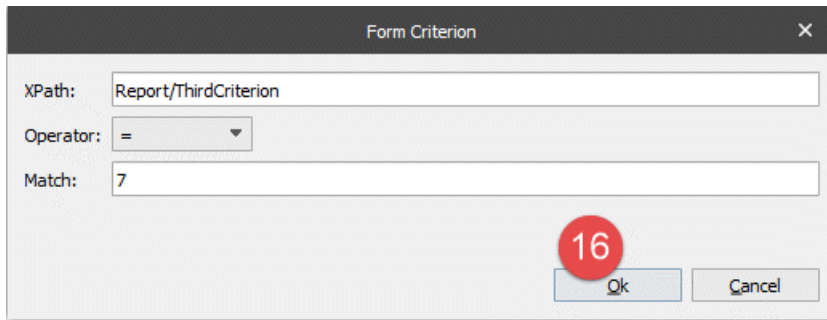 Form Criterion ×
XPath: Report/ThirdCriterion
Operator: =
Match: 7
16
Ok Cancel